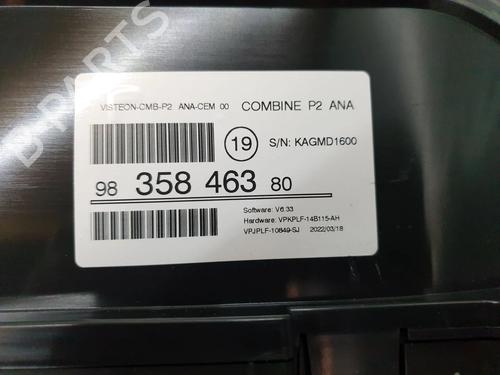 B-PARTS
VISTEON-CMB-P2 ANA-CEM 00 COMBINE P2 ANA
19 S/N: KAGMD1600
98 358 463 80
Software: V6.33
Hardware: VPKPLF-14B115-AH
VPJPLF-10849-SJ 2022/03/18